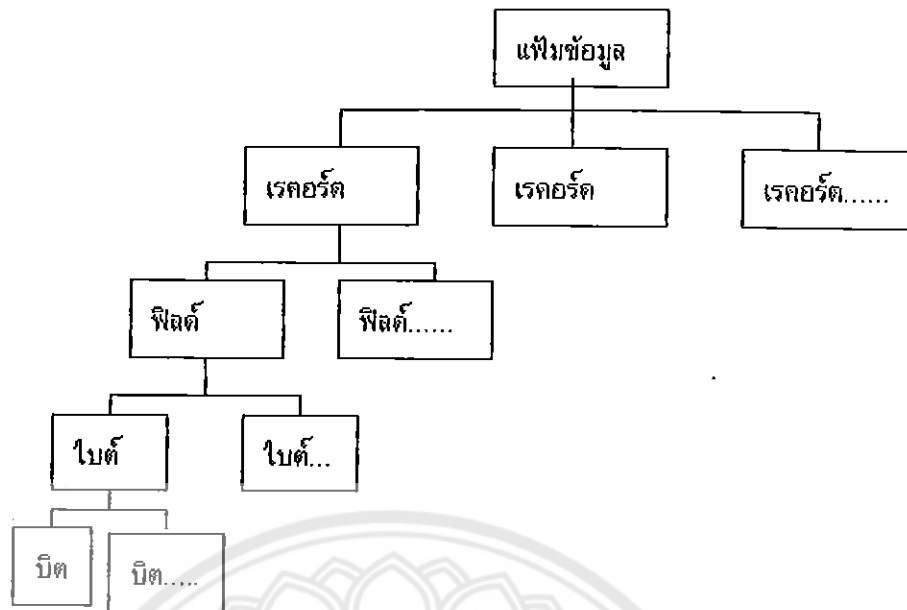 แฟ้มข้อมูล
เรคอร์ด
เรคอร์ด
เรคอร์ด......
ฟิลด์
ฟิลด์......
ไบต์
ไบต์...
บิต
บิต.....